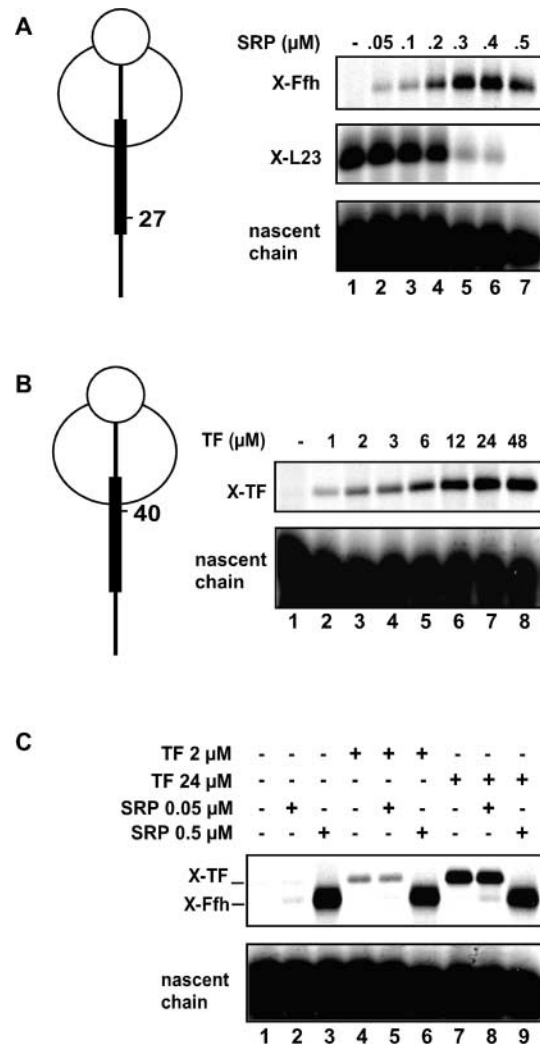 A
27
SRP (µM) - .05 .1 .2 .3 .4 .5
X-Ffh
X-L23
nascent
chain
1 2 3 4 5 6 7
B
40
TF (µM) - 1 2 3 6 12 24 48
X-TF
nascent
chain
1 2 3 4 5 6 7 8
C
TF 2 µM - - - + + + - - -
TF 24 µM - - - - - - + + +
SRP 0.05 µM - + - - + - - + -
SRP 0.5 µM - - + - - + - - +
X-TF
X-Ffh
nascent
chain
1 2 3 4 5 6 7 8 9